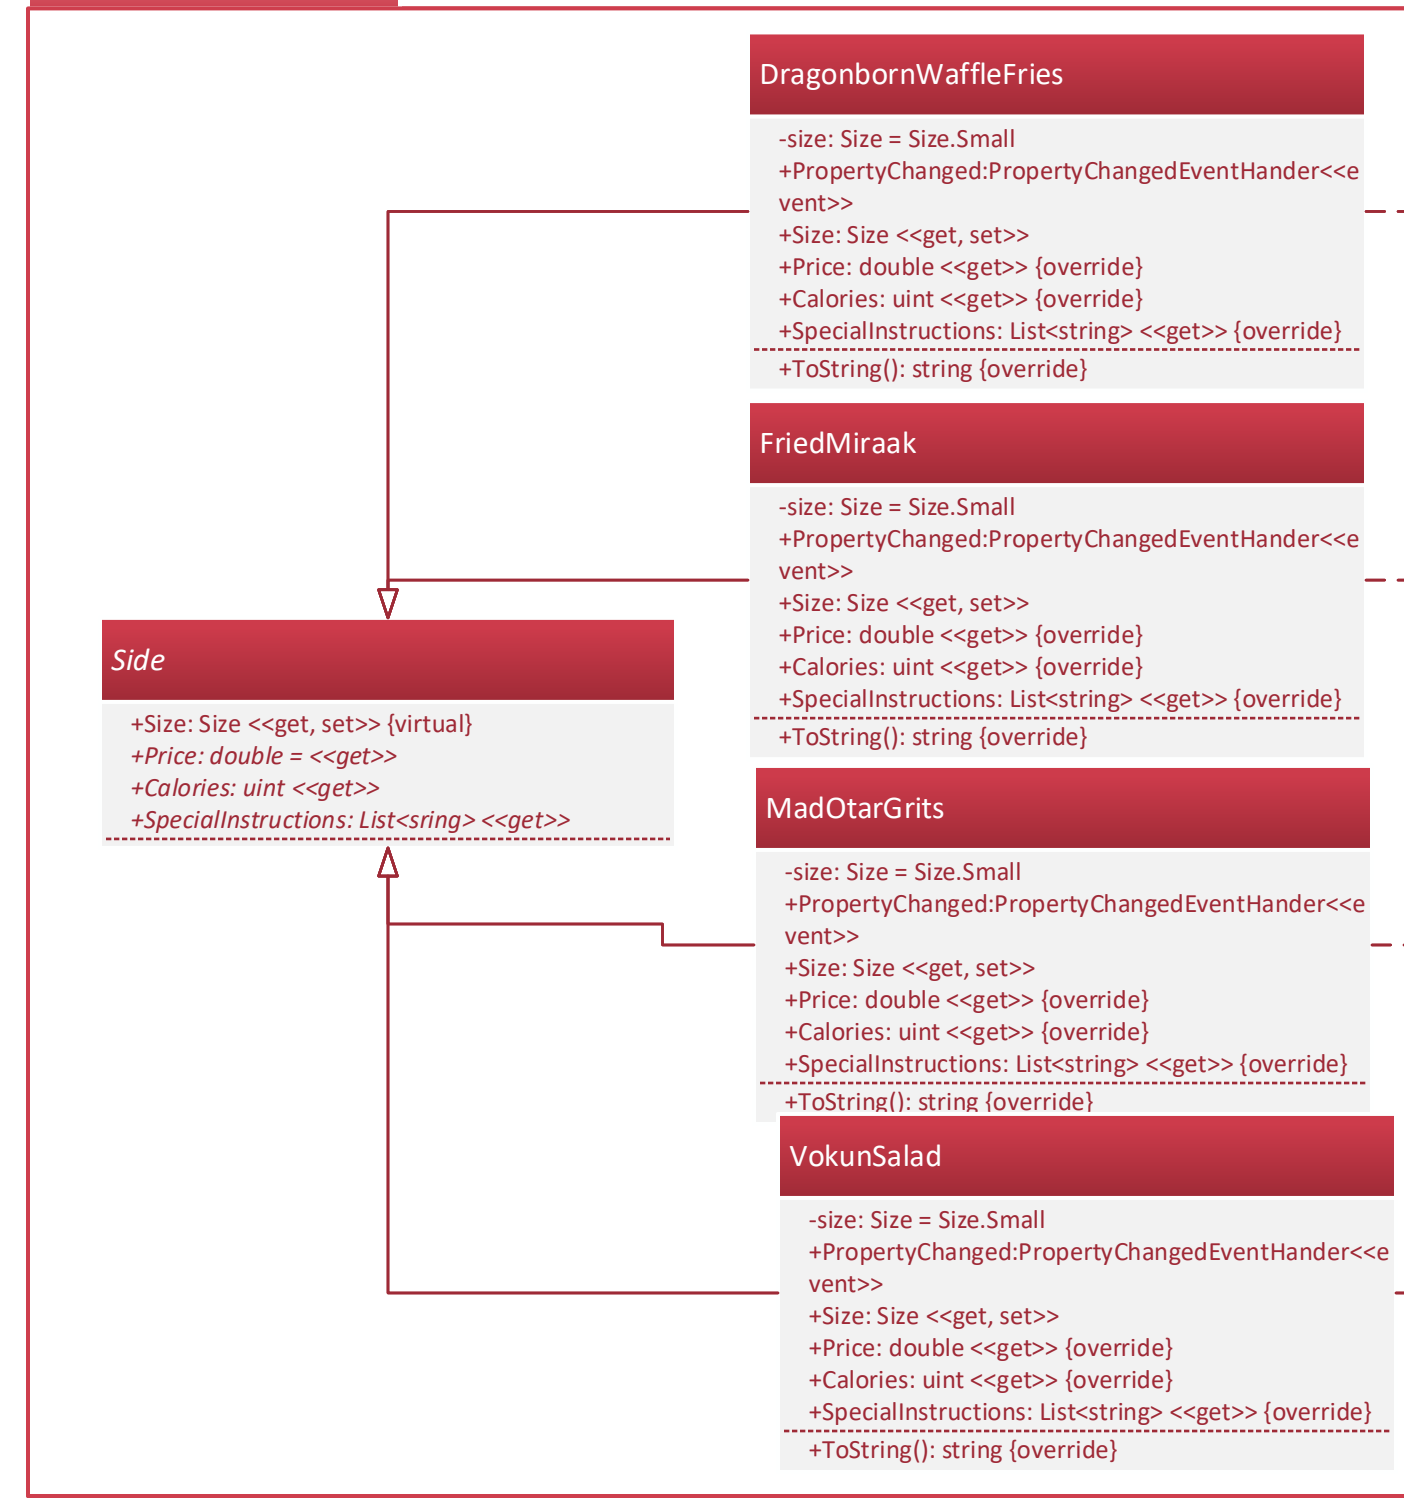 DragonbornWaffleFries
-size: Size = Size.Small
+PropertyChanged:PropertyChangedEventHander<<e
vent>>
+Size: Size <<get, set>>
+Price: double <<get>> {override}
+Calories: uint <<get>> {override}
+SpecialInstructions: List<string> <<get>> {override}
+ToString(): string {override}
FriedMiraak
-size: Size = Size.Small
+PropertyChanged:PropertyChangedEventHander<<e
vent>>
+Size: Size <<get, set>>
+Price: double <<get>> {override}
+Calories: uint <<get>> {override}
+SpecialInstructions: List<string> <<get>> {override}
+ToString(): string {override}
Side
+Size: Size <<get, set>> {virtual}
+Price: double = <<get>>
+Calories: uint <<get>>
+SpecialInstructions: List<sring> <<get>>
MadOtarGrits
-size: Size = Size.Small
+PropertyChanged:PropertyChangedEventHander<<e
vent>>
+Size: Size <<get, set>>
+Price: double <<get>> {override}
+Calories: uint <<get>> {override}
+SpecialInstructions: List<string> <<get>> {override}
+ToString(): string {override}
VokunSalad
-size: Size = Size.Small
+PropertyChanged:PropertyChangedEventHander<<e
vent>>
+Size: Size <<get, set>>
+Price: double <<get>> {override}
+Calories: uint <<get>> {override}
+SpecialInstructions: List<string> <<get>> {override}
+ToString(): string {override}